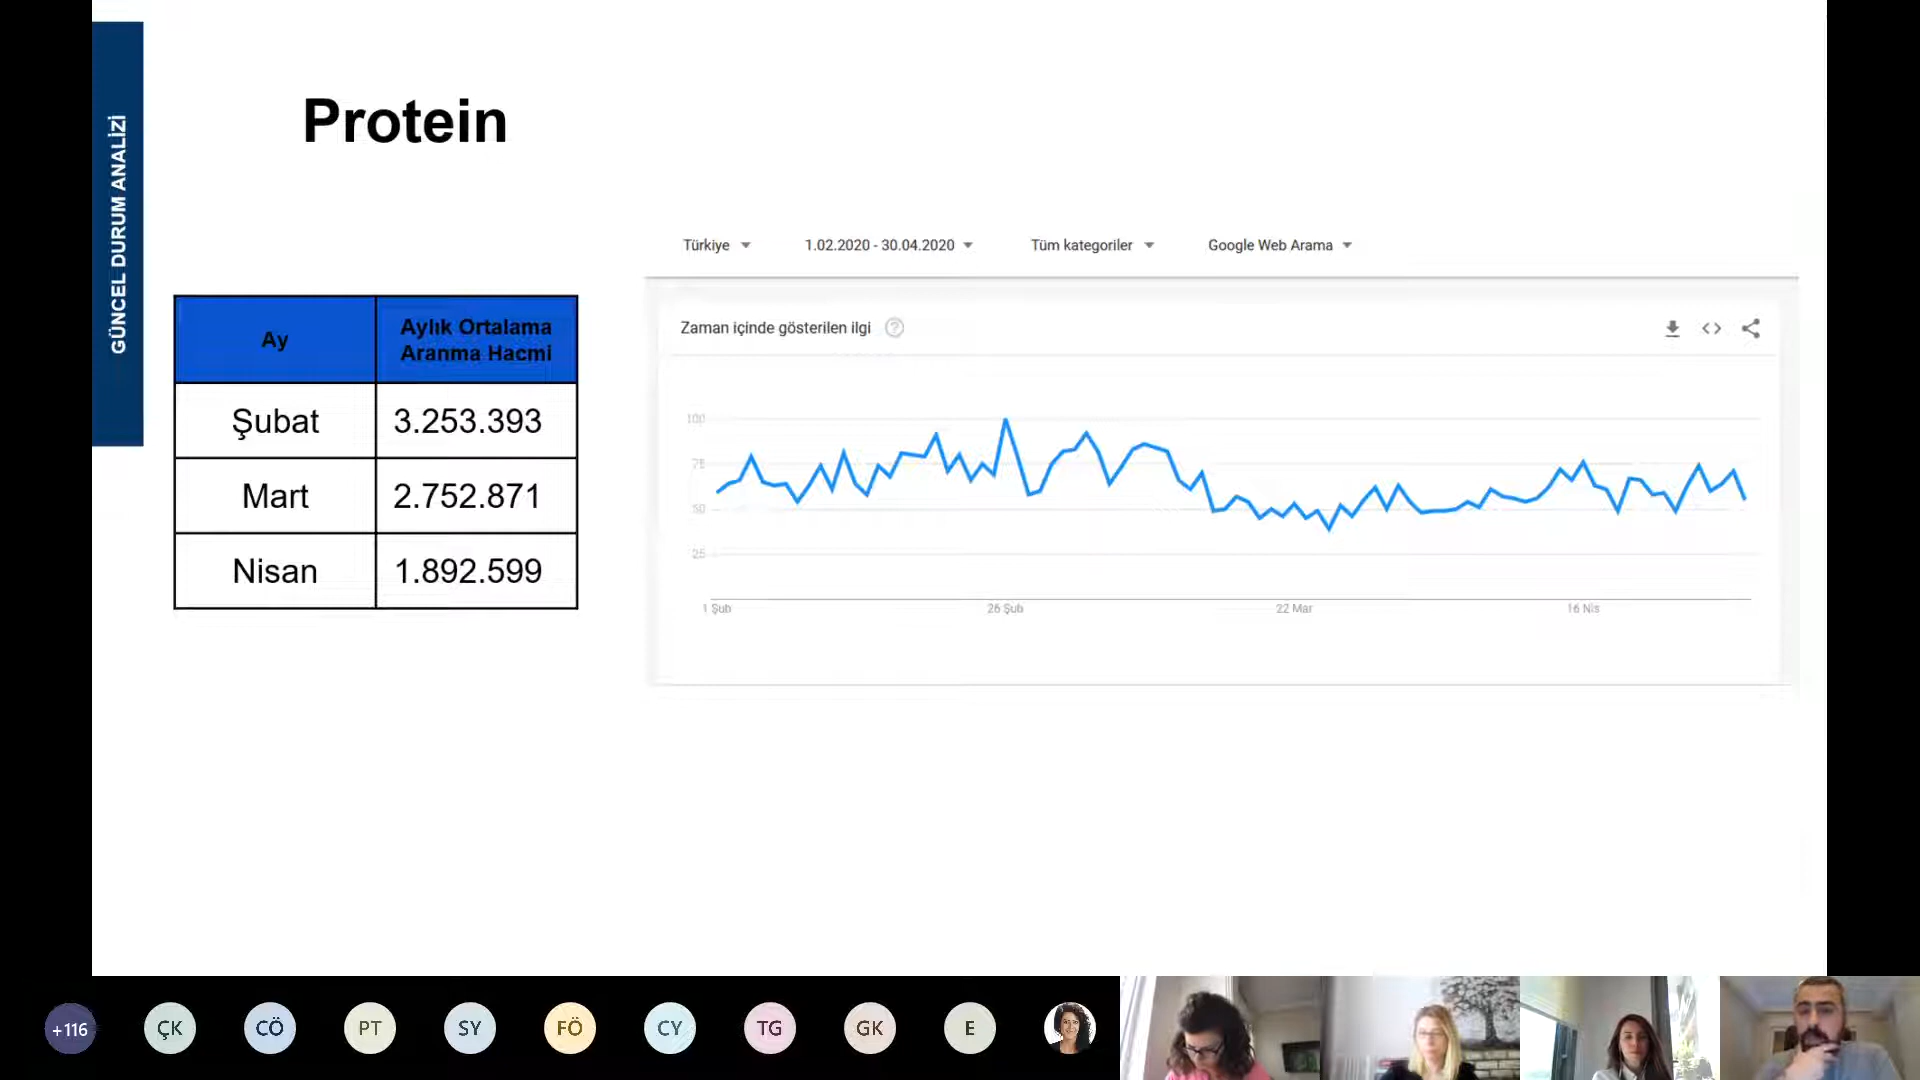 GÜNCEL DURUM ANALİZİ
Protein
Türkiye
1.02.2020 - 30.04.2020
Tüm kategoriler
Google Web Arama
Ay
Aylık Ortalama
Aranma Hacmi
Şubat
3.253.393
Mart
2.752.871
Nisan
1.892.599
Zaman içinde gösterilen ilgi
?
100
75
50
25
1 Şub
26 Şub
22 Mar
16 Nis
+116
ÇK
CÖ
PT
SY
FÖ
CY
TG
GK
E